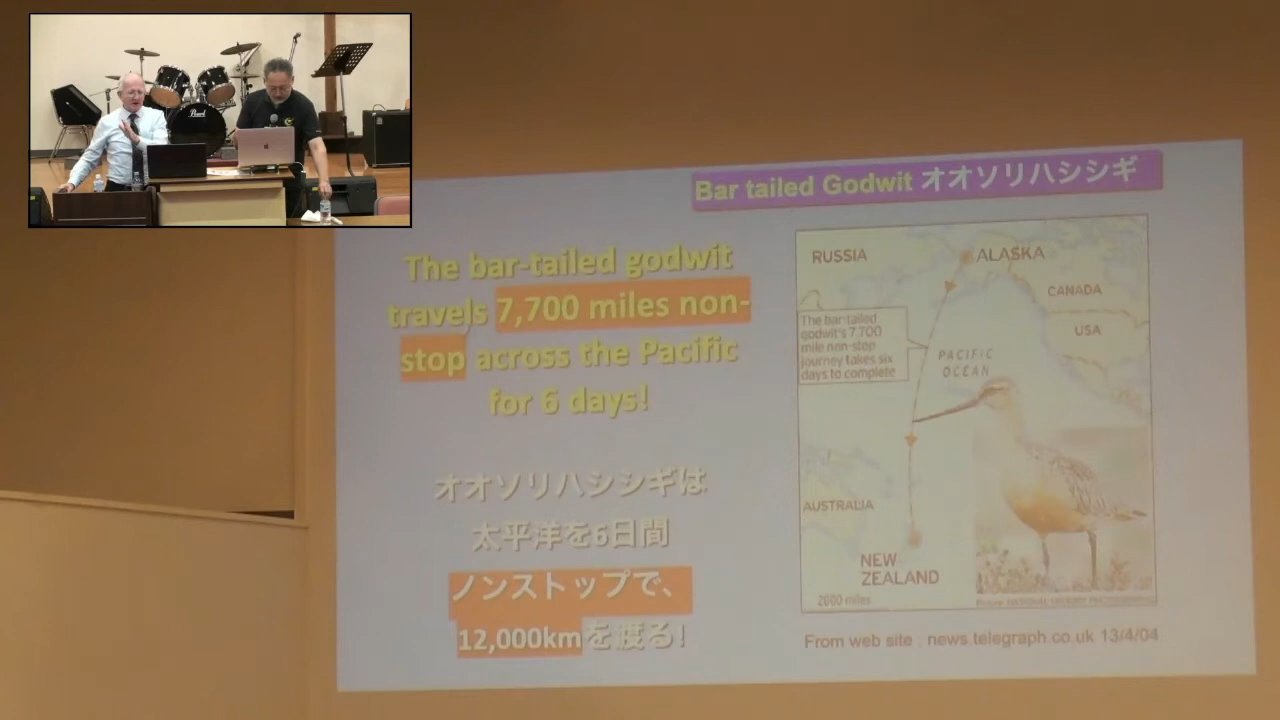 Pearl
Bar tailed Godwit オオソリハシシギ
The bar-tailed godwit
travels 7,700 miles non-
stop across the Pacific
for 6 days!
オオソリハシシギは
太平洋を6日間
ノンストップで、
12,000kmを渡る!
RUSSIA
ALASKA
CANADA
USA
The bar-tailed
godwit's 7,700
mile non-stop
journey takes six
days to complete
PACIFIC
OCEAN
AUSTRALIA
NEW
ZEALAND
2000 miles
Picture: NATIONAL HISTORY PHOTOGRAPHIC
From web site : news.telegraph.co.uk 13/4/04